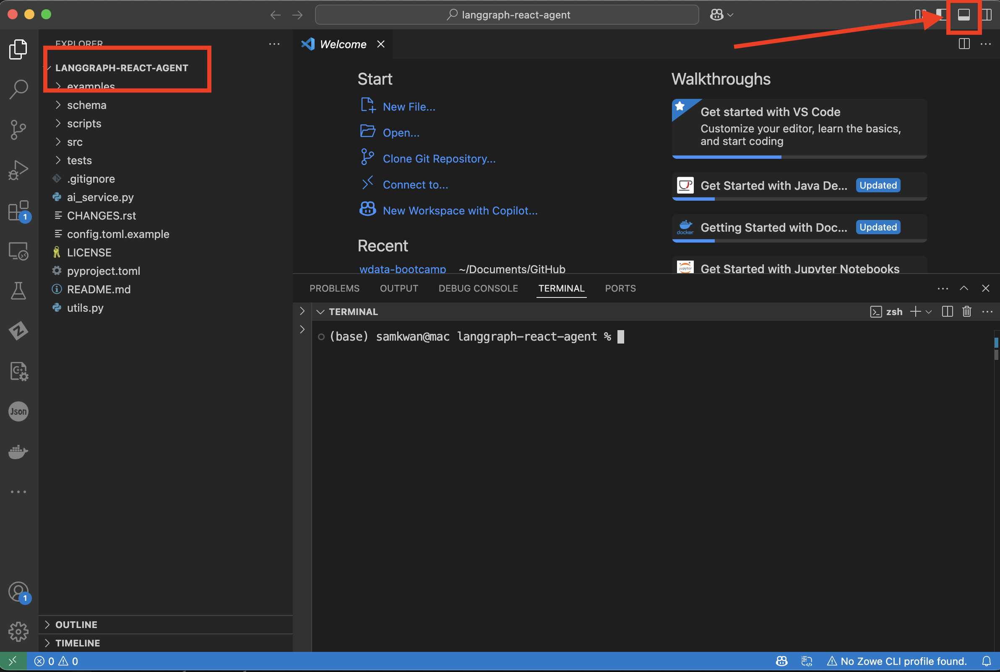 langgraph-react-agent
EXPLORER
LANGGRAPH-REACT-AGENT
examples
schema
scripts
src
tests
.gitignore
ai_service.py
CHANGES.rst
config.toml.example
LICENSE
pyproject.toml
README.md
utils.py
OUTLINE
TIMELINE
1
C++
Json
1
Welcome
Start
New File...
Open...
Clone Git Repository...
Connect to...
New Workspace with Copilot...
Recent
wdata-bootcamp ~/Documents/GitHub
Walkthroughs
Get started with VS Code
Customize your editor, learn the basics,
and start coding
Get Started with Java De... Updated
docker
Getting Started with Doc... Updated
jupyter
Get Started with Jupyter Notebooks
PROBLEMS OUTPUT DEBUG CONSOLE TERMINAL PORTS
TERMINAL
zsh
(base) samkwan@mac langgraph-react-agent %
0 0
No Zowe CLI profile found.